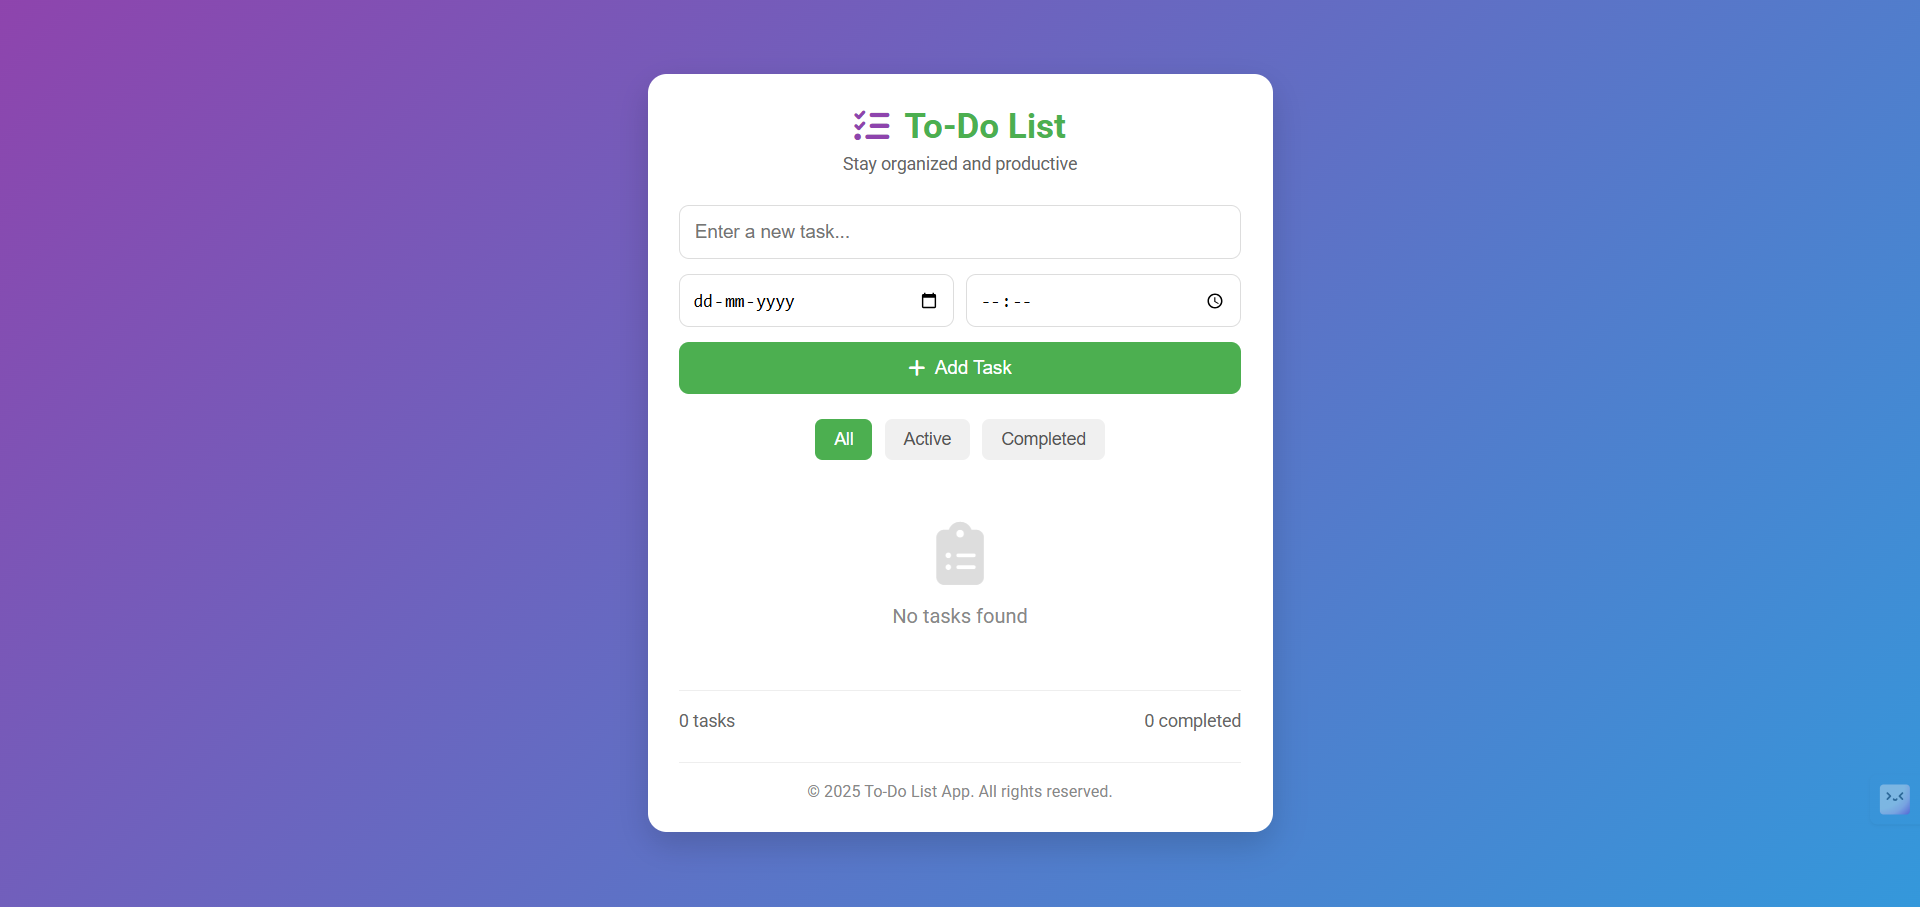 To-Do List
Stay organized and productive
Enter a new task...
dd-mm-yyyy
--:--
Add Task
All
Active
Completed
No tasks found
0 tasks
0 completed
© 2025 To-Do List App. All rights reserved.